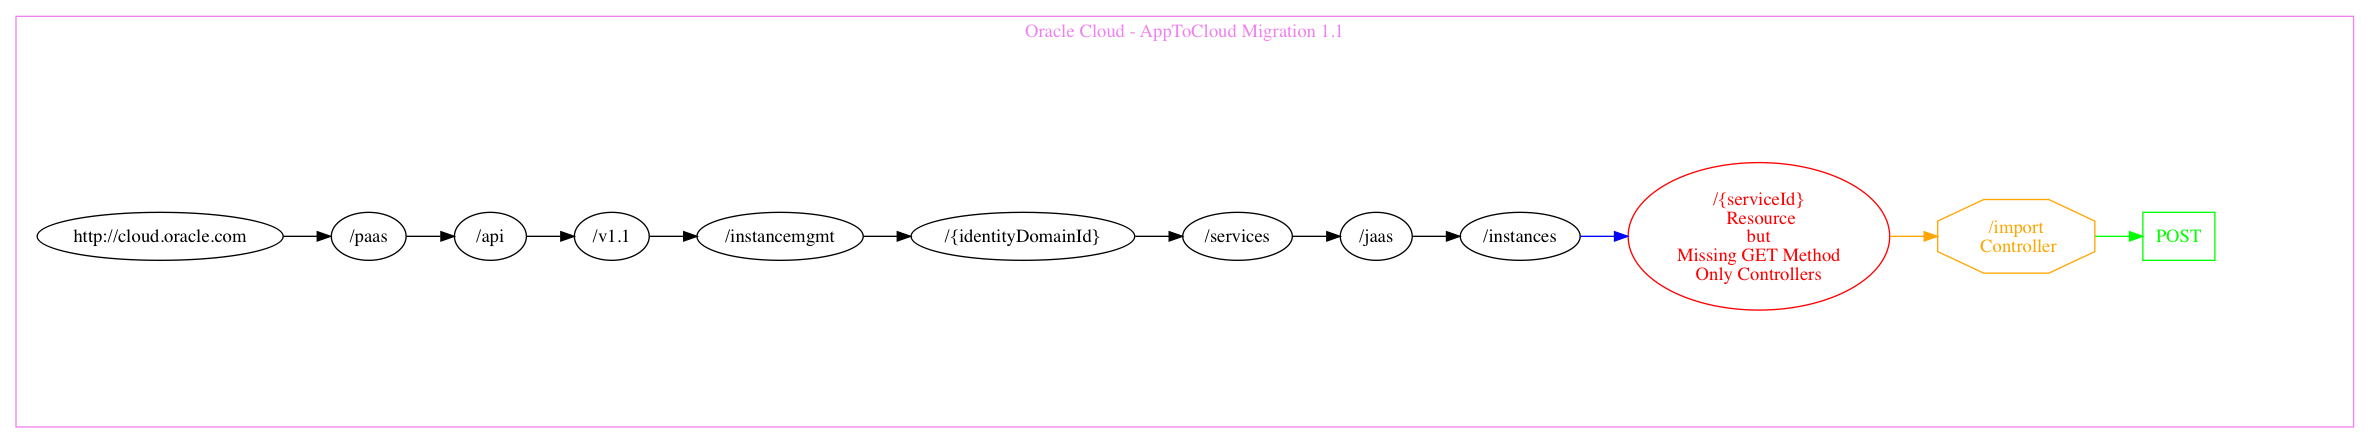 Oracle Cloud - AppToCloud Migration 1.1
http://cloud.oracle.com
/paas
/api
/v1.1
/instancemgmt
/{identityDomainId}
/services
/jaas
/instances
/{serviceId}
Resource
but
Missing GET Method
Only Controllers
/import
Controller
POST